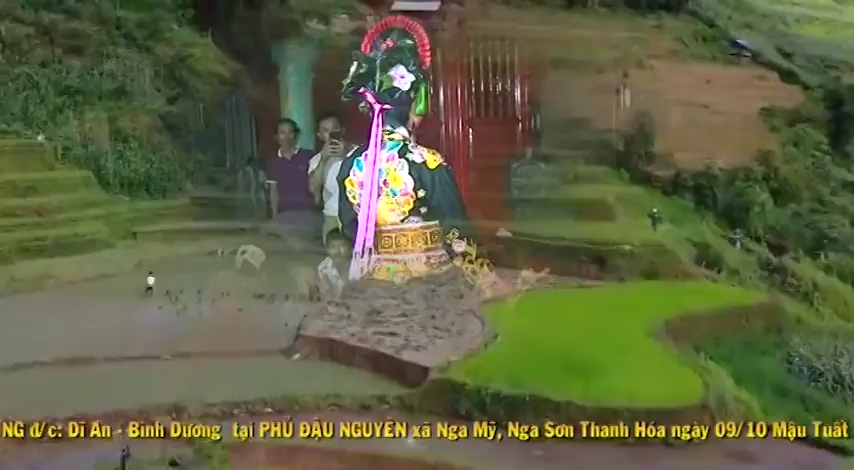 NG đ/c: Dĩ An - Bình Dương tại PHỦ ĐẬU NGUYEN xã Nga Mỹ, Nga Sơn Thanh Hóa ngày 09/10 Mậu Tuất